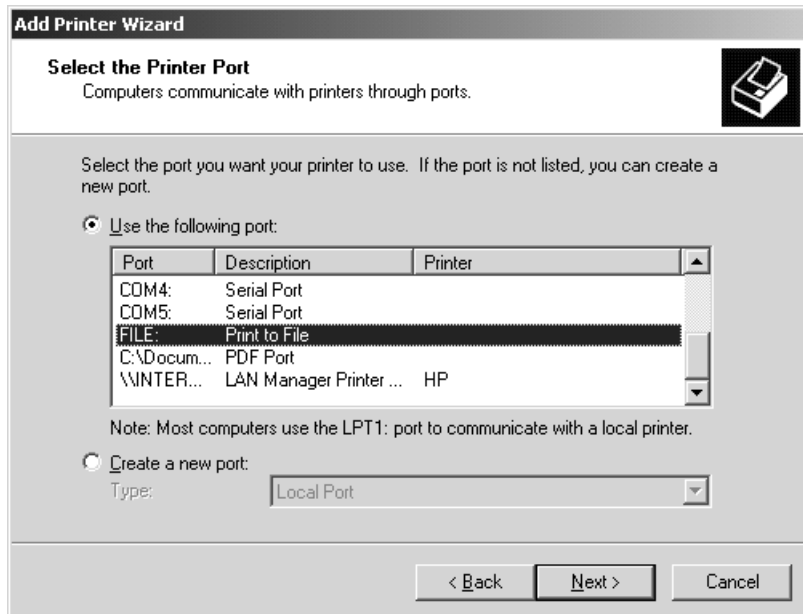 Add Printer Wizard
Select the Printer Port
Computers communicate with printers through ports.
Select the port you want your printer to use. If the port is not listed, you can create a
new port.
Use the following port:
Port Description Printer
COM4: Serial Port
COM5: Serial Port
FILE: Print to File
C:\Docum... PDF Port
\\INTER... LAN Manager Printer ... HP
Note: Most computers use the LPT1: port to communicate with a local printer.
Create a new port:
Type: Local Port
< Back Next > Cancel